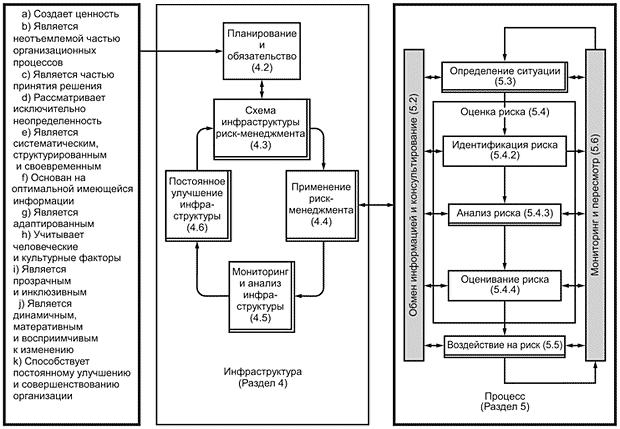 a) Создает ценность
b) Является
неотъемлемой частью
организационных
процессов
c) Является частью
принятия решения
d) Рассматривает
исключительно
неопределенность
e) Является
систематическим,
структурированным
и своевременным
f) Основан на
оптимальной имеющейся
информации
g) Является
адаптированным
h) Учитывает
человеческие
и культурные факторы
i) Является
прозрачным
и инклюзивным
j) Является
динамичным,
матеративным
и восприимчивым
к изменению
k) Способствует
постоянному улучшению
и совершенствованию
организации
Планирование
и
обязательство
(4.2)
Схема
инфраструктуры
риск-менеджмента
(4.3)
Постоянное
улучшение
инфра-
структуры
(4.6)
Применение
риск-
менеджмента
(4.4)
Мониторинг
и анализ
инфра-
структуры
(4.5)
Инфраструктура
(Раздел 4)
Обмен информацией и консультирование (5.2)
Определение ситуации
(5.3)
Оценка риска (5.4)
Идентификация риска
(5.4.2)
Анализ риска (5.4.3)
Оценивание риска
(5.4.4)
Воздействие на риск (5.5)
Мониторинг и пересмотр (5.6)
Процесс
(Раздел 5)